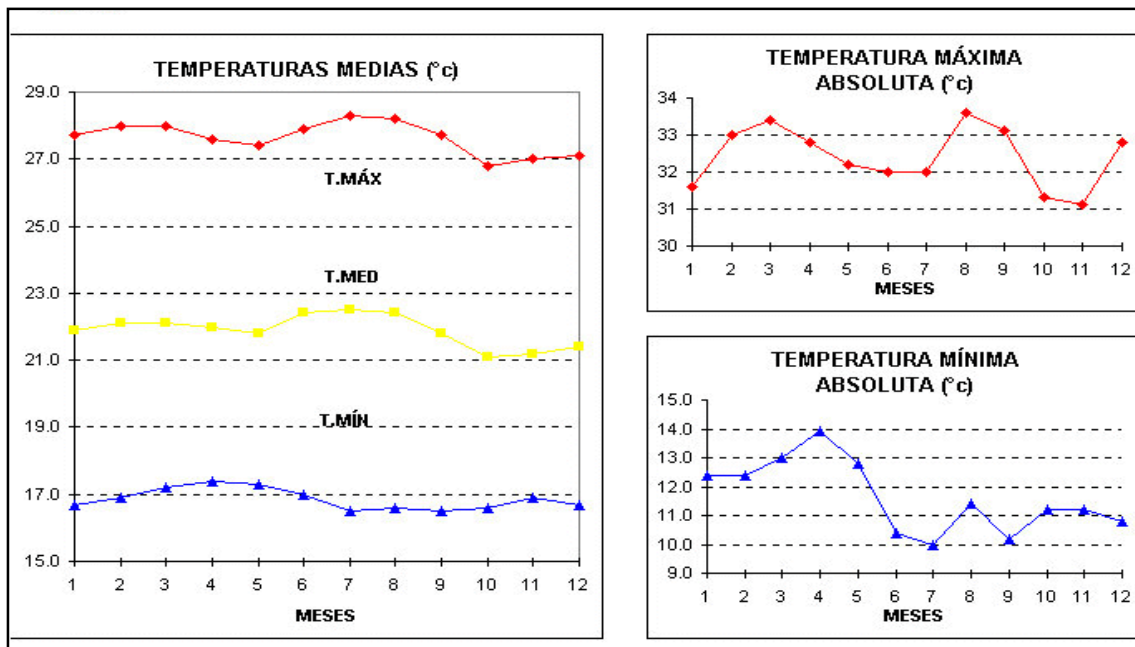 TEMPERATURAS MEDIAS (°c)
29.0
27.0
25.0
23.0
21.0
19.0
17.0
15.0
T.MÁX
T.MED
T.MÍN
1 2 3 4 5 6 7 8 9 10 11 12
MESES
TEMPERATURA MÁXIMA
ABSOLUTA (°c)
34
33
32
31
30
1 2 3 4 5 6 7 8 9 10 11 12
MESES
TEMPERATURA MÍNIMA
ABSOLUTA (°c)
15.0
14.0
13.0
12.0
11.0
10.0
9.0
1 2 3 4 5 6 7 8 9 10 11 12
MESES